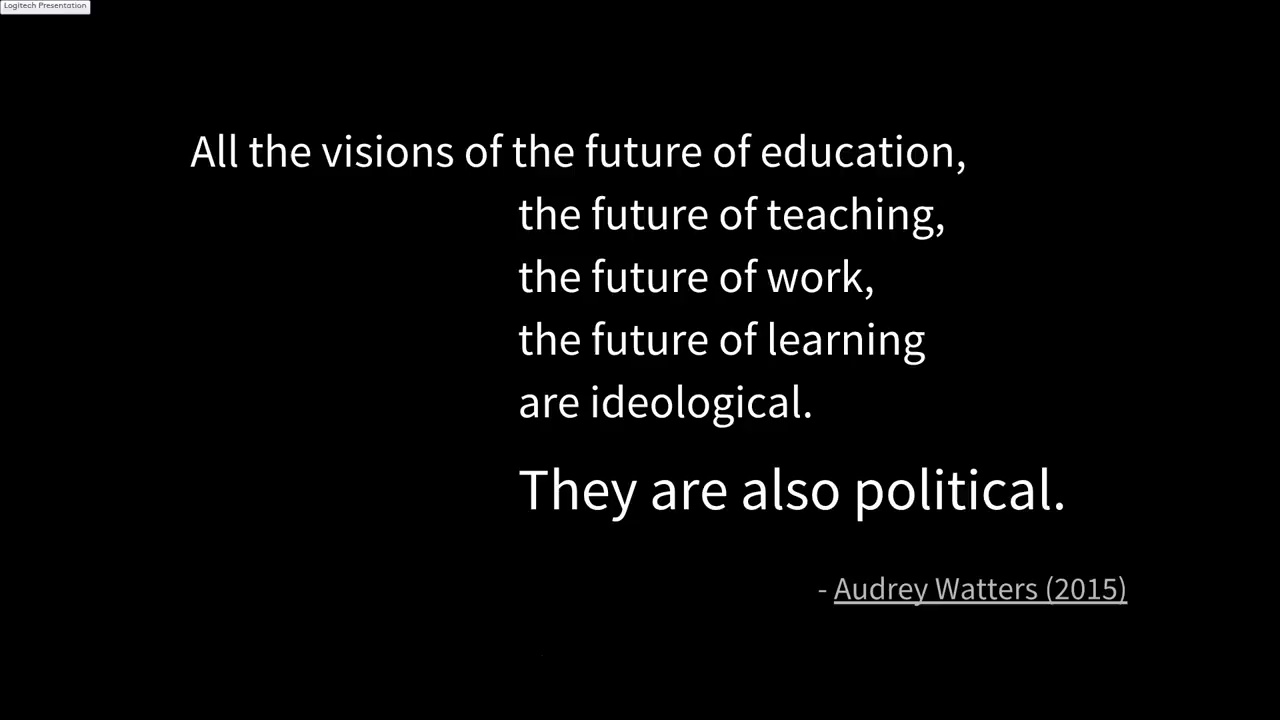 Logitech Presentation
All the visions of the future of education,
the future of teaching,
the future of work,
the future of learning
are ideological.
They are also political.
- Audrey Watters (2015)